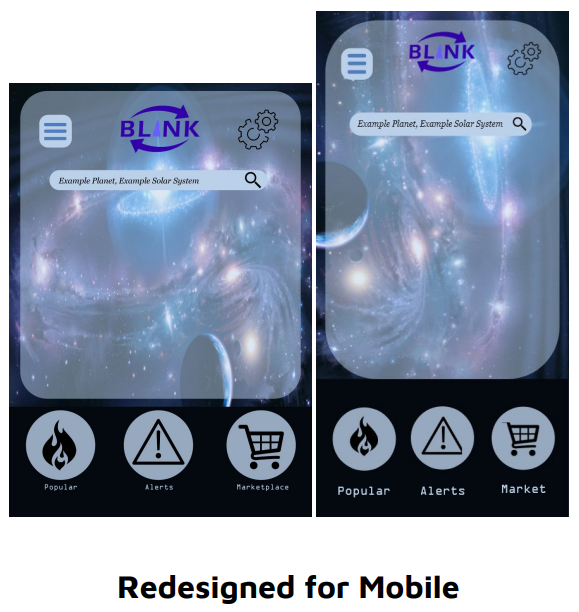 BLINK
Example Planet, Example Solar System
Popular
Alerts
Marketplace
BLINK
Example Planet, Example Solar System
Popular
Alerts
Market
Redesigned for Mobile